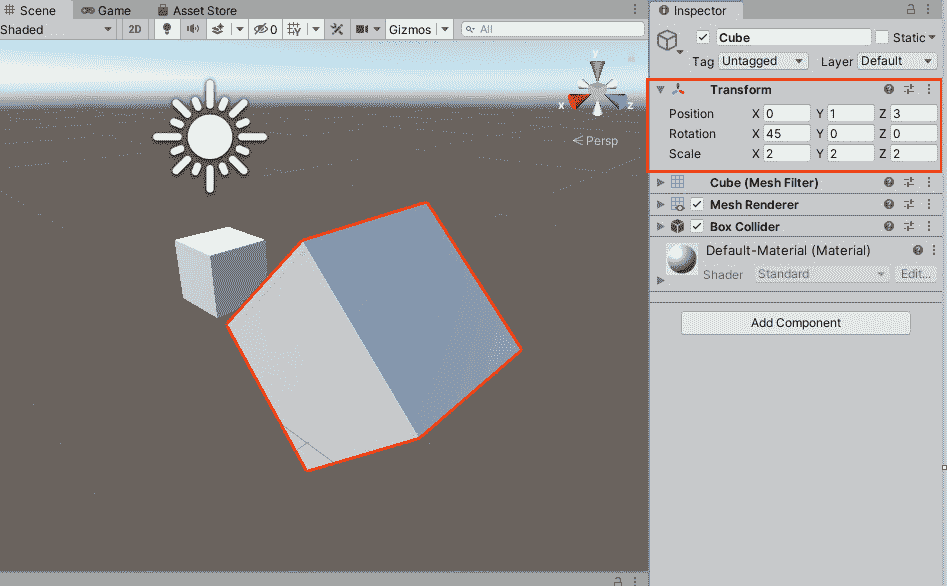 Scene Game Asset Store
Inspector
Shaded 2D 0 Gizmos All
Cube Static
Tag Untagged Layer Default
y
x z
Persp
Transform
Position X 0 Y 1 Z 3
Rotation X 45 Y 0 Z 0
Scale X 2 Y 2 Z 2
Cube (Mesh Filter)
Mesh Renderer
Box Collider
Default-Material (Material)
Shader Standard Edit...
Add Component